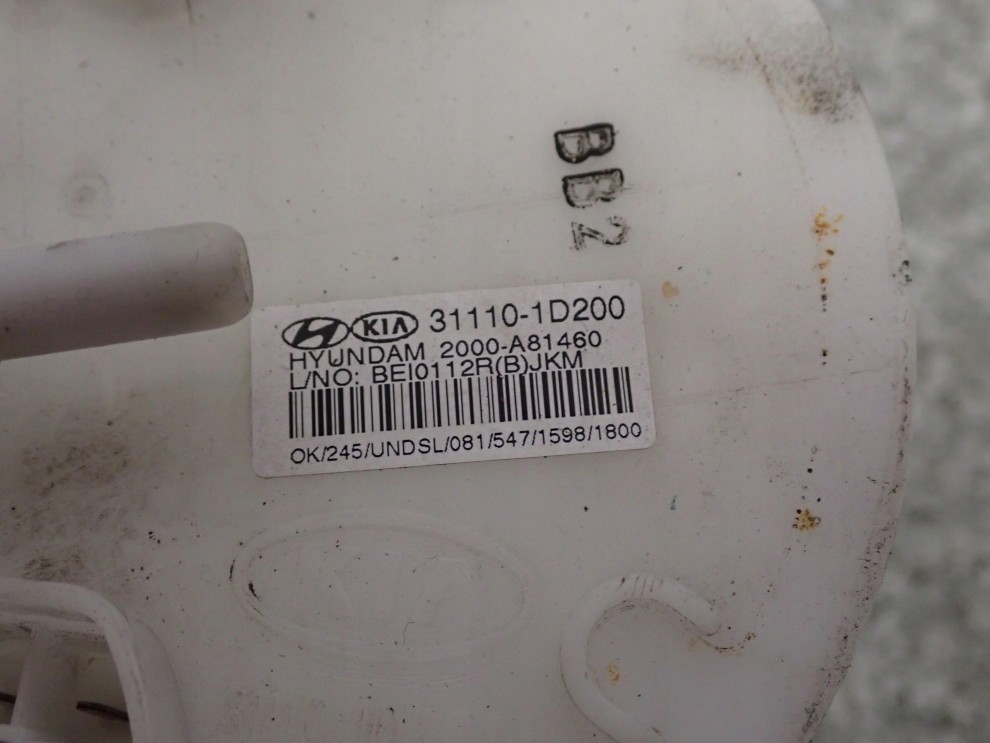 BB2
KIA 31110-1D200
HYUNDAM 2000-A81460
L/NO: BEI0112R(B)JKM
OK/245/UNDSL/081/547/1598/1800